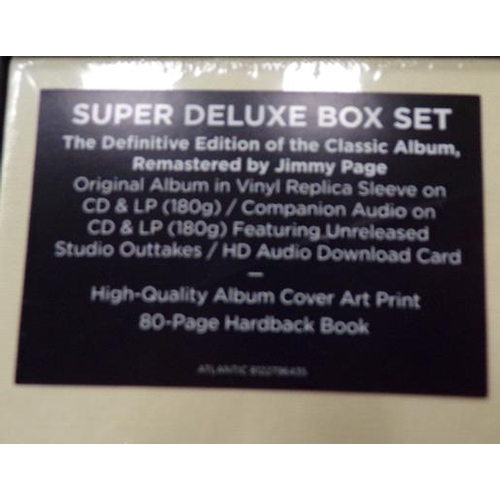 SUPER DELUXE BOX SET
The Definitive Edition of the Classic Album,
Remastered by Jimmy Page
Original Album in Vinyl Replica Sleeve on
CD & LP (180g) / Companion Audio on
CD & LP (180g) Featuring Unreleased
Studio Outtakes / HD Audio Download Card
—
High-Quality Album Cover Art Print
80-Page Hardback Book
ATLANTIC